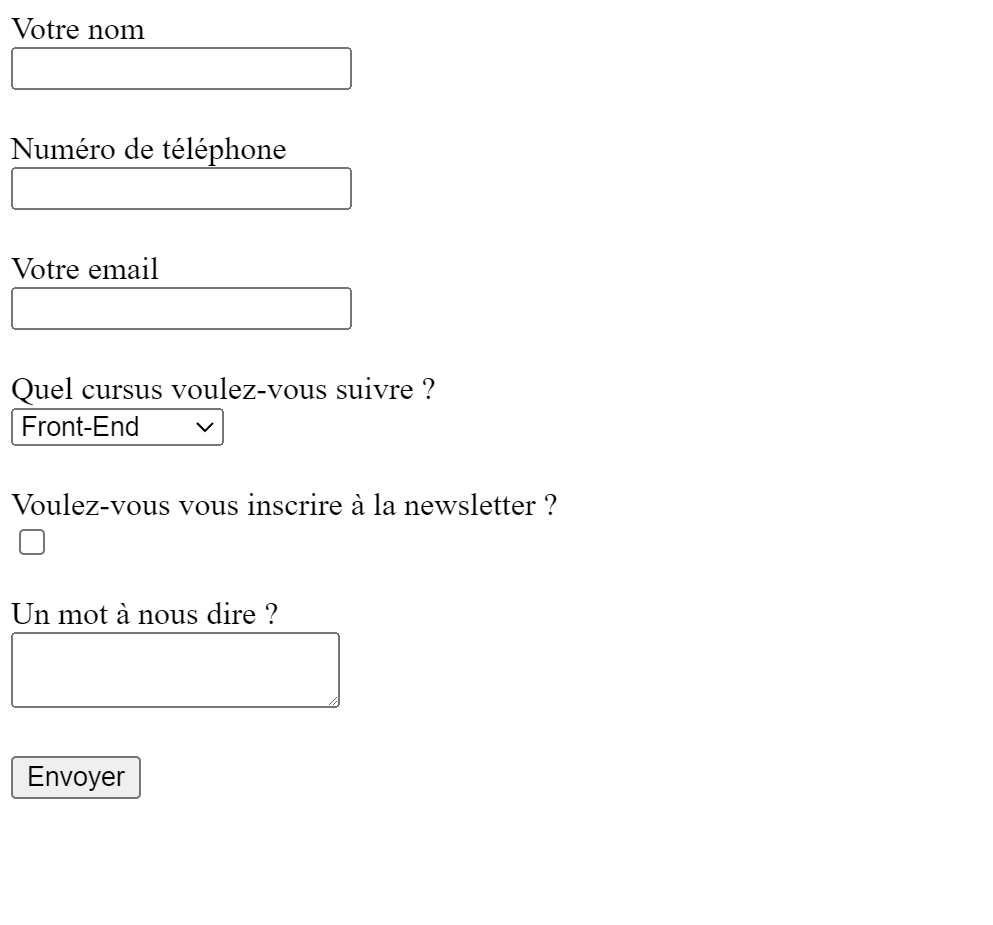 Votre nom
Numéro de téléphone
Votre email
Quel cursus voulez-vous suivre ?
Front-End
Voulez-vous vous inscrire à la newsletter ?
Un mot à nous dire ?
Envoyer